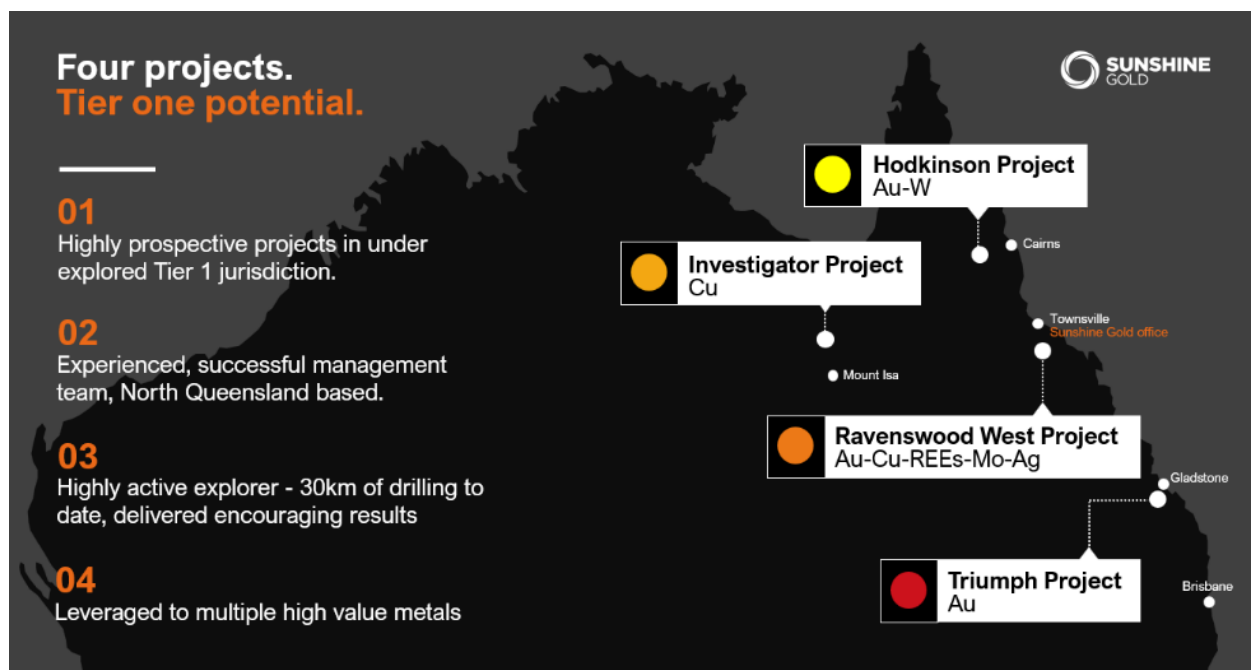 Four projects.
Tier one potential.
SUNSHINE
GOLD
01
Highly prospective projects in under
explored Tier 1 jurisdiction.
02
Experienced, successful management
team, North Queensland based.
03
Highly active explorer - 30km of drilling to
date, delivered encouraging results
04
Leveraged to multiple high value metals
Hodkinson Project
Au-W
Cairns
Investigator Project
Cu
Townsville
Sunshine Gold office
Mount Isa
Ravenswood West Project
Au-Cu-REEs-Mo-Ag
Gladstone
Triumph Project
Au
Brisbane